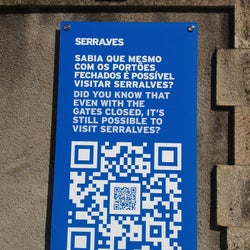 SERRALVES
SABIA QUE MESMO
COM OS PORTÕES
FECHADOS É POSSÍVEL
VISITAR SERRALVES?
DID YOU KNOW THAT
EVEN WITH THE
GATES CLOSED, IT'S
STILL POSSIBLE TO
VISIT SERRALVES?